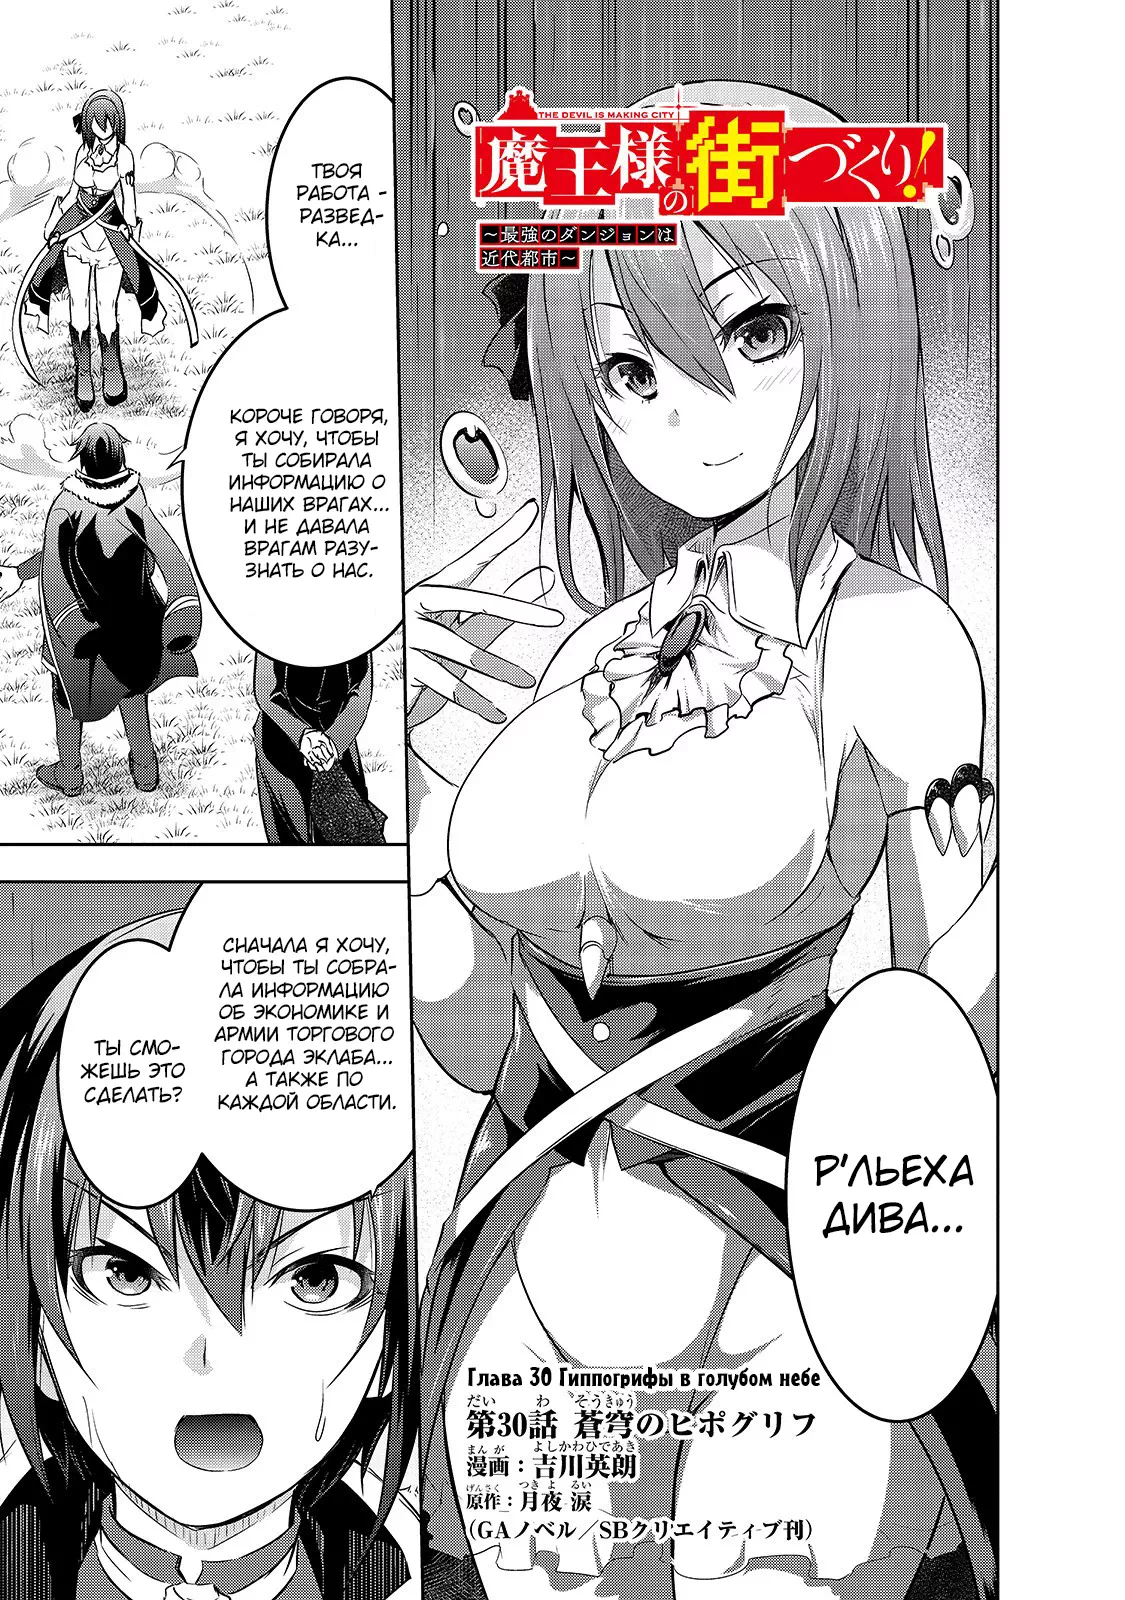 THE DEVIL IS MAKING CITY
魔王様の街づくり!
～最強のダンジョンは
近代都市～
Р'ЛЬЕХА
ДИВА...
ТВОЯ
РАБОТА -
РАЗВЕД-
КА...
КОРОЧЕ ГОВОРЯ,
Я ХОЧУ, ЧТОБЫ
ТЫ СОБИРАЛА
ИНФОРМАЦИЮ О
НАШИХ ВРАГАХ...
И НЕ ДАВАЛА
ВРАГАМ РАЗУ-
ЗНАТЬ О НАС.
СНАЧАЛА Я ХОЧУ,
ЧТОБЫ ТЫ СОБРА-
ЛА ИНФОРМАЦИЮ
ОБ ЭКОНОМИКЕ И
АРМИИ ТОРГОВОГО
ГОРОДА ЭКЛАБА...
А ТАКЖЕ ПО
КАЖДОЙ ОБЛАСТИ.
ТЫ СМО-
ЖЕШЬ ЭТО
СДЕЛАТЬ?
Глава 30 Гиппогрифы в голубом небе
だい わ そうきゅう
第30話 蒼穹のヒポグリフ
まんが よしかわひであき
漫画：吉川英朗
げんさく つきよ るい
原作：月夜 涙
（GAノベル／SBクリエイティブ刊）